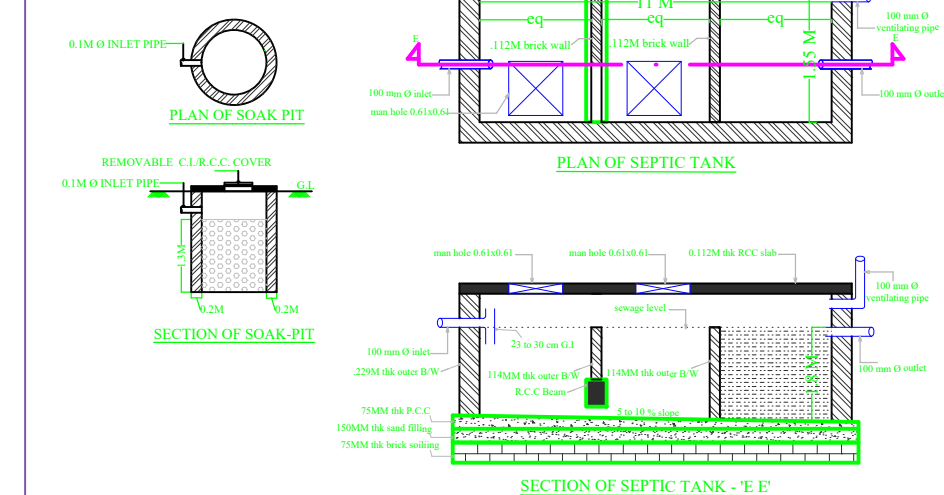 0.1M Ø INLET PIPE
PLAN OF SOAK PIT
REMOVABLE C.I./R.C.C. COVER
0.1M Ø INLET PIPE
G.L
1.3M
0.2M
0.2M
SECTION OF SOAK-PIT
11 M
eq
eq
eq
100 mm Ø
ventilating pipe
E
.112M brick wall
.112M brick wall
E
1.55 M
100 mm Ø inlet
100 mm Ø outle
man hole 0.61x0.61
PLAN OF SEPTIC TANK
man hole 0.61x0.61
man hole 0.61x0.61
0.112M thk RCC slab
100 mm Ø
ventilating pipe
sewage level
23 to 30 cm G.I
100 mm Ø inlet
.229M thk outer B/W
114MM thk outer B/W
114MM thk outer B/W
100 mm Ø outlet
R.C.C Beam
75MM thk P.C.C
5 to 10 % slope
150MM thk sand filling
75MM thk brick soiling
SECTION OF SEPTIC TANK - 'E E'